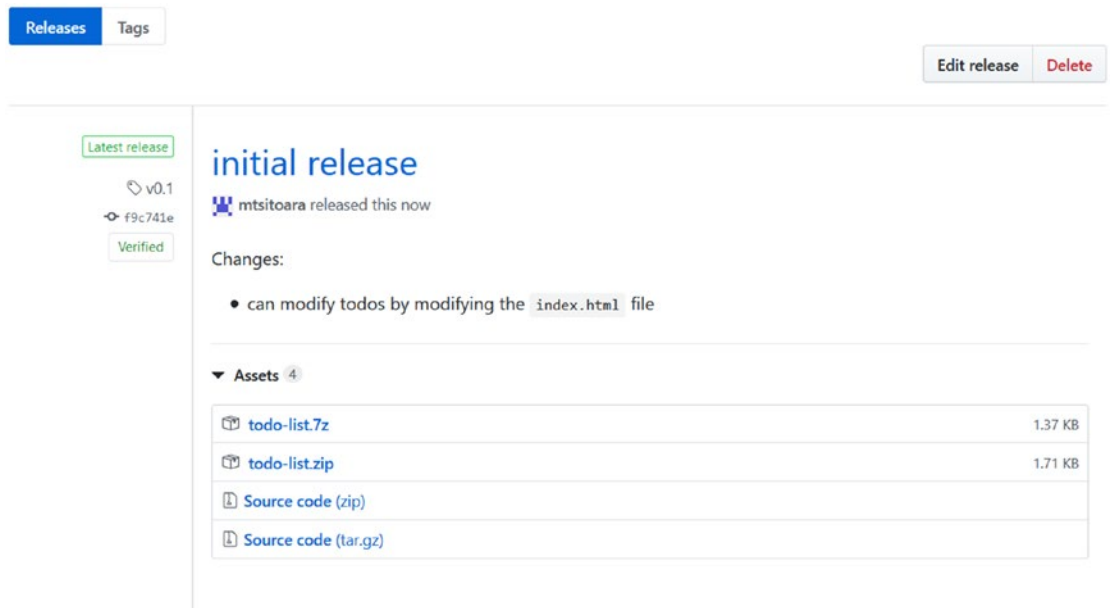 Releases Tags
Edit release Delete
Latest release
v0.1
f9c741e
Verified
initial release
mtsitoara released this now
Changes:
• can modify todos by modifying the index.html file
Assets 4
todo-list.7z 1.37 KB
todo-list.zip 1.71 KB
Source code (zip)
Source code (tar.gz)